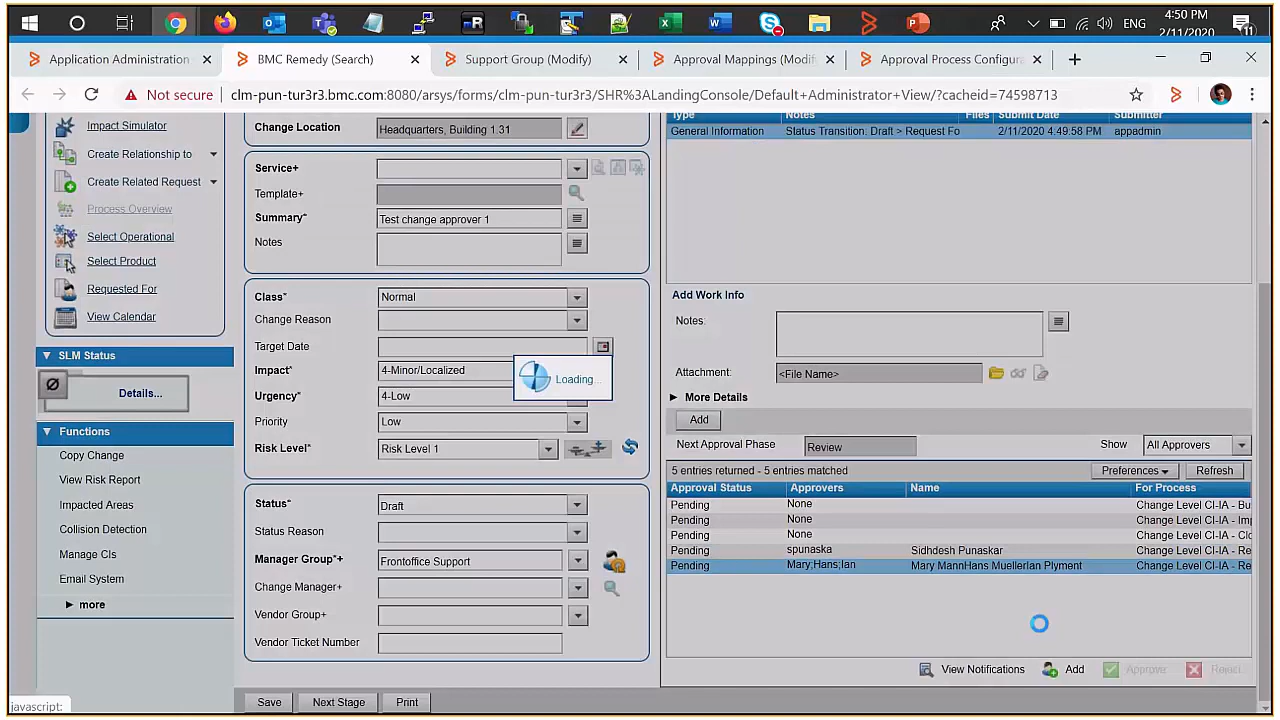 4:50 PM
ENG
2/11/2020
11
Application Administration
BMC Remedy (Search)
Support Group (Modify)
Approval Mappings (Modif
Approval Process Configura
Not secure
clm-pun-tur3r3.bmc.com:8080/arsys/forms/clm-pun-tur3r3/SHR%3ALandingConsole/Default+Administrator+View/?cacheid=74598713
Impact Simulator
Create Relationship to
Create Related Request
Process Overview
Select Operational
Select Product
Requested For
View Calendar
SLM Status
Details...
Functions
Copy Change
View Risk Report
Impacted Areas
Collision Detection
Manage CIs
Email System
more
javascript:
Change Location
Headquarters, Building 1.31
Service+
Template+
Summary*
Test change approver 1
Notes
Class*
Normal
Change Reason
Target Date
Impact*
4-Minor/Localized
Loading...
Urgency*
4-Low
Priority
Low
Risk Level*
Risk Level 1
Status*
Draft
Status Reason
Manager Group*+
Frontoffice Support
Change Manager+
Vendor Group+
Vendor Ticket Number
Save
Next Stage
Print
Type Notes Files Submit Date Submitter
General Information Status Transition. Draft > Request Fo 2/11/2020 4.49:58 PM appadmin
Add Work Info
Notes:
Attachment:
<File Name>
More Details
Add
Next Approval Phase
Review
Show
All Approvers
5 entries returned - 5 entries matched
Preferences
Refresh
Approval Status Approvers Name For Process
Pending None Change Level CI-IA - Bu
Pending None Change Level CI-IA - Imp
Pending None Change Level CI-IA - Clo
Pending spunaska Sidhdesh Punaskar Change Level CI-IA - Re
Pending Mary;Hans;Ian Mary MannHans MuellerIan Plyment Change Level CI-IA - Re
View Notifications
Add
Approve
Rejec